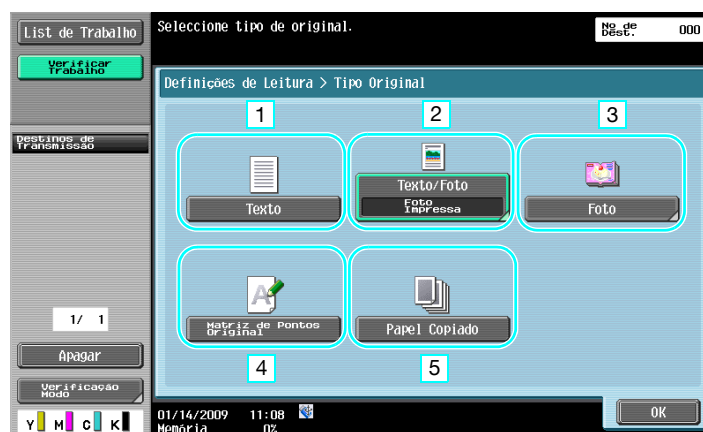 List de Trabalho
Seleccione tipo de original.
Nº de
Dest.
000
Verificar
Trabalho
Definições de Leitura > Tipo Original
1
2
3
Destinos de
Transmissão
Texto
Texto/Foto
Foto
Impressa
Foto
Matriz de Pontos
Original
Papel Copiado
4
5
1/ 1
Apagar
Verificação
Modo
Y M C K
01/14/2009 11:08
Memória 0%
OK